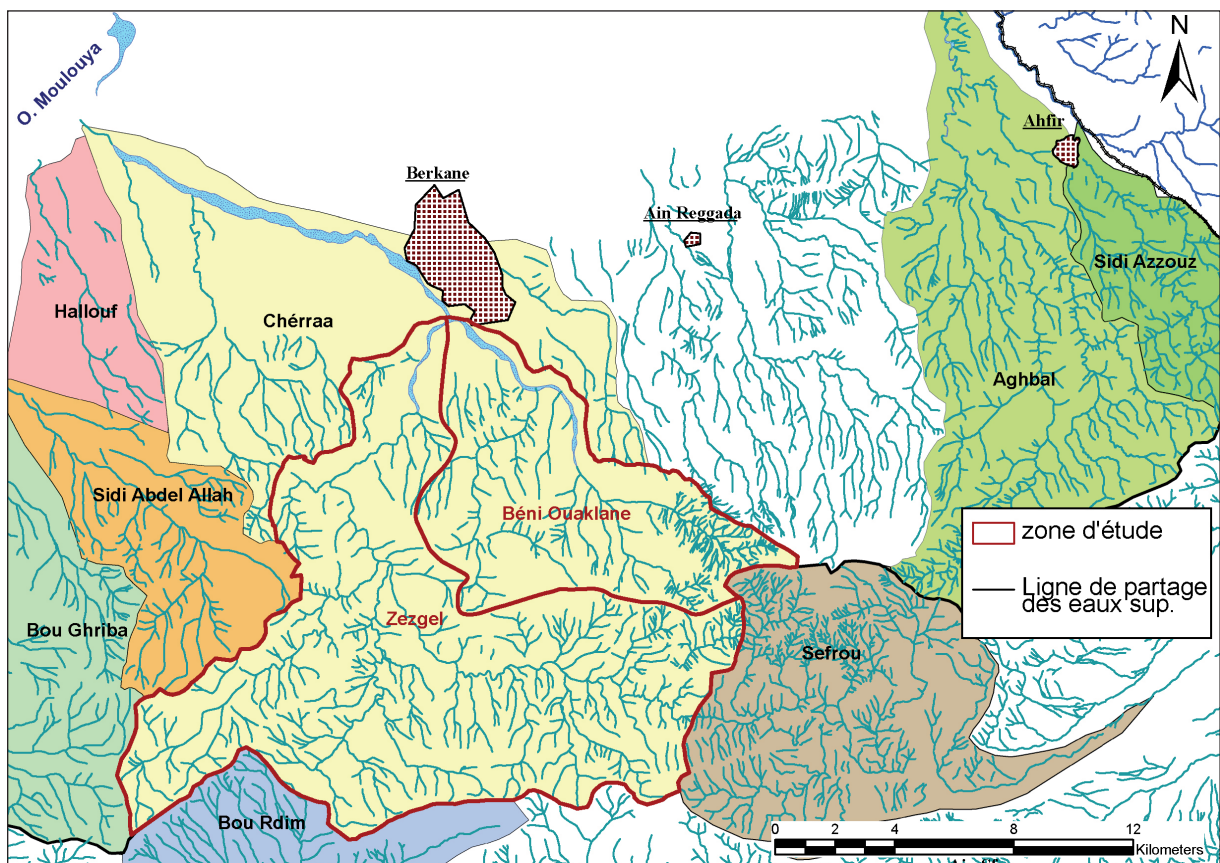 O. Moulouya
N
Ahfir
Berkane
Ain Reggada
Sidi Azzouz
Hallouf
Chérraa
Aghbal
Sidi Abdel Allah
Béni Ouaklane
zone d'étude
Ligne de partage
des eaux sup.
Bou Ghriba
Zezgel
Sefrou
Bou Rdim
0 2 4 8 12
Kilometers